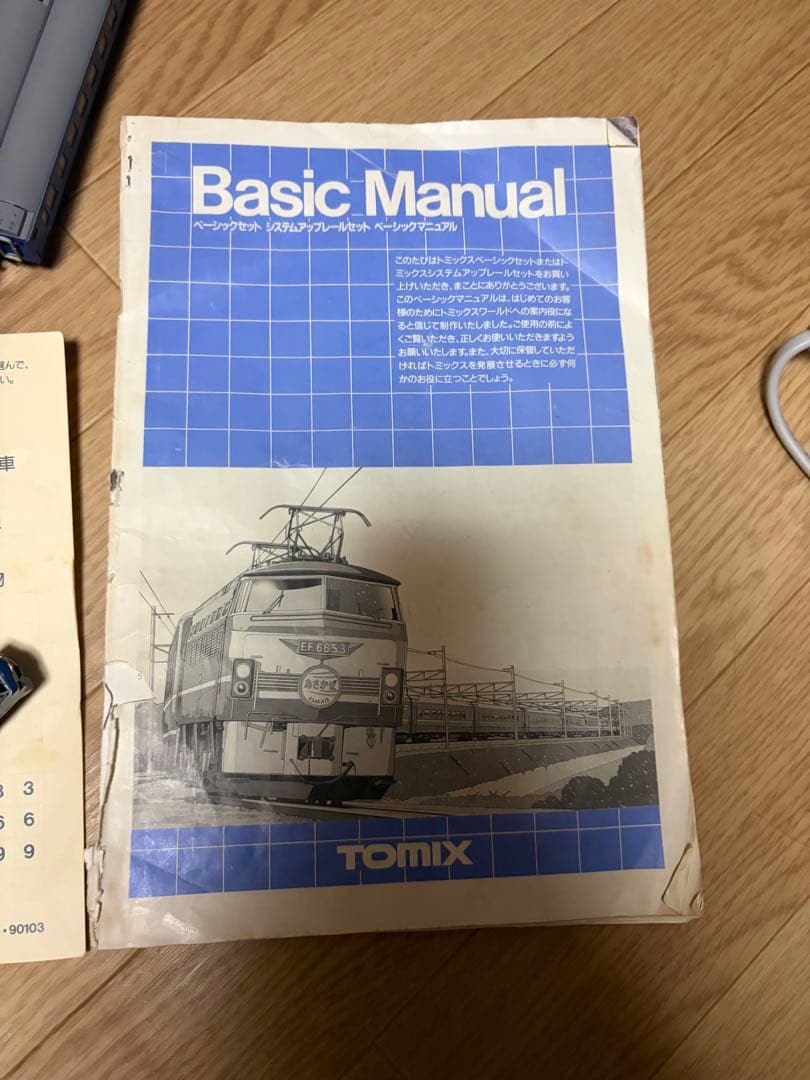 Basic Manual
ベーシックセット システムアップレールセット ベーシックマニュアル
このたびはトミックスベーシックセットまたはト
ミックスシステムアップレールセットをお買い
上げいただき、まことにありがとうございます。
このベーシックマニュアルは、はじめてのお客
様のためにトミックスワールドへの案内役にな
ると信じて制作いたしました。ご使用の前によ
くご覧いただき、正しくお使いいただきますよう
お願いいたします。また、大切に保管していただ
ければトミックスを発展させるときに必ず何
かのお役に立つことでしょう。
EF6653
あさかぜ
TOMIX
選んで、
い。
車
3 3
6 6
9 9
・90103